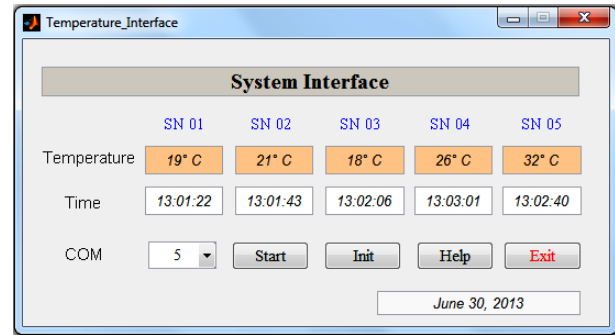 Temperature_Interface
System Interface
SN 01 SN 02 SN 03 SN 04 SN 05
Temperature 19° C 21° C 18° C 26° C 32° C
Time 13:01:22 13:01:43 13:02:06 13:03:01 13:02:40
COM 5 Start Init Help Exit
June 30, 2013